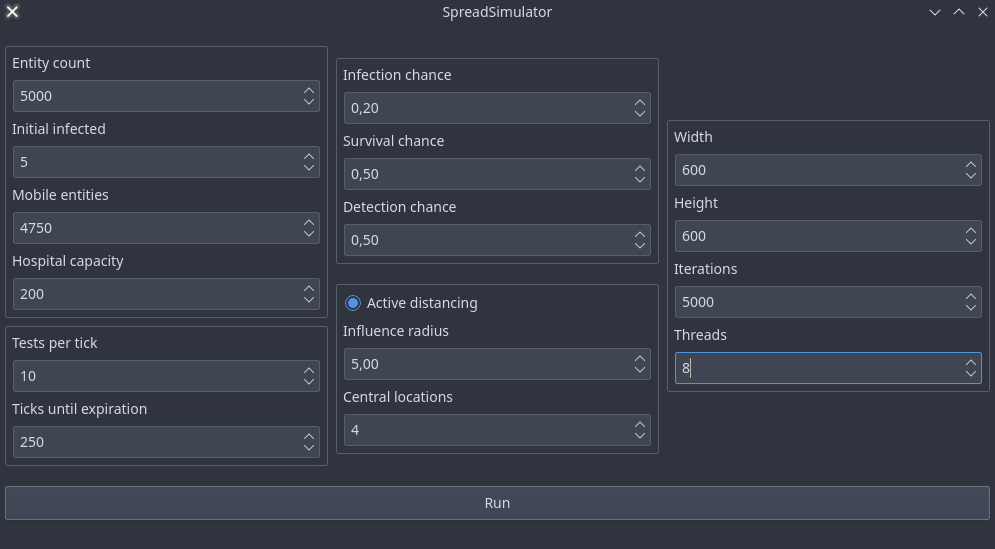 SpreadSimulator
Entity count
5000
Initial infected
5
Mobile entities
4750
Hospital capacity
200
Tests per tick
10
Ticks until expiration
250
Infection chance
0,20
Survival chance
0,50
Detection chance
0,50
Active distancing
Influence radius
5,00
Central locations
4
Width
600
Height
600
Iterations
5000
Threads
8
Run